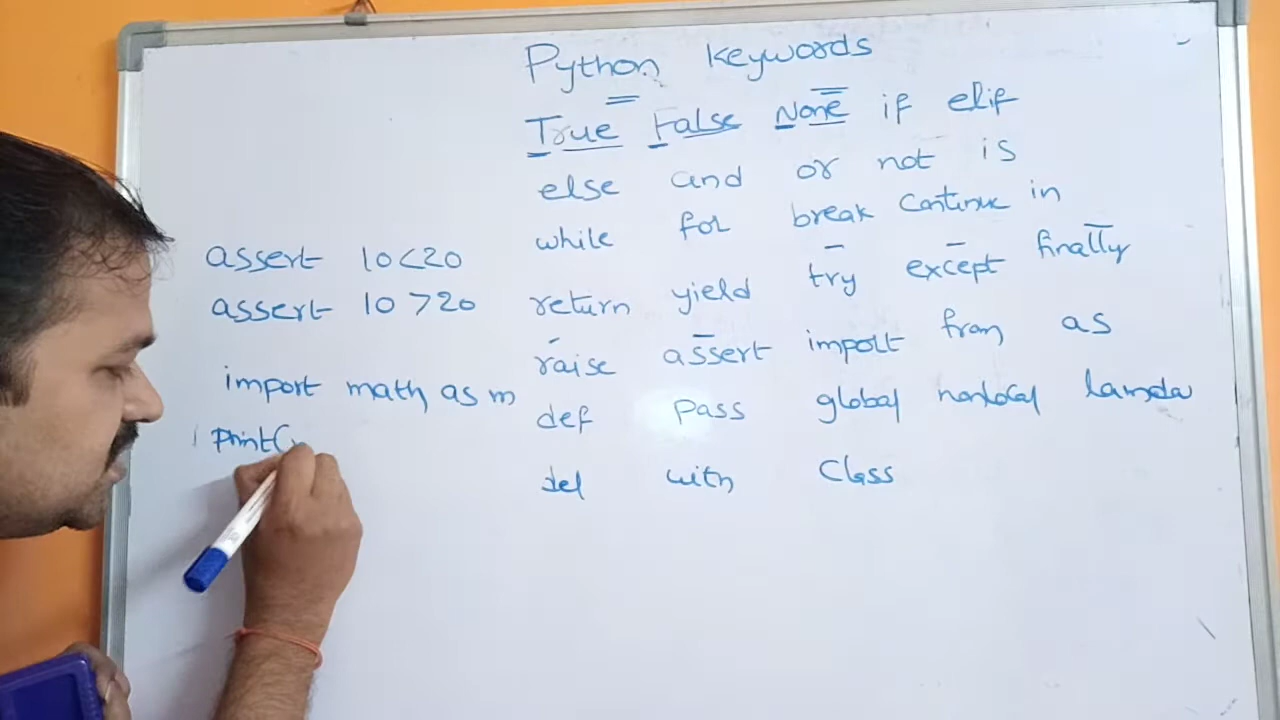 Python keywords
True False None if elif
else and or not is
while for break continue in
return yield try except finally
raise assert import from as
def pass global nonlocal lamda
del with class
assert 10<20
assert 10 >20
import math as m
print(